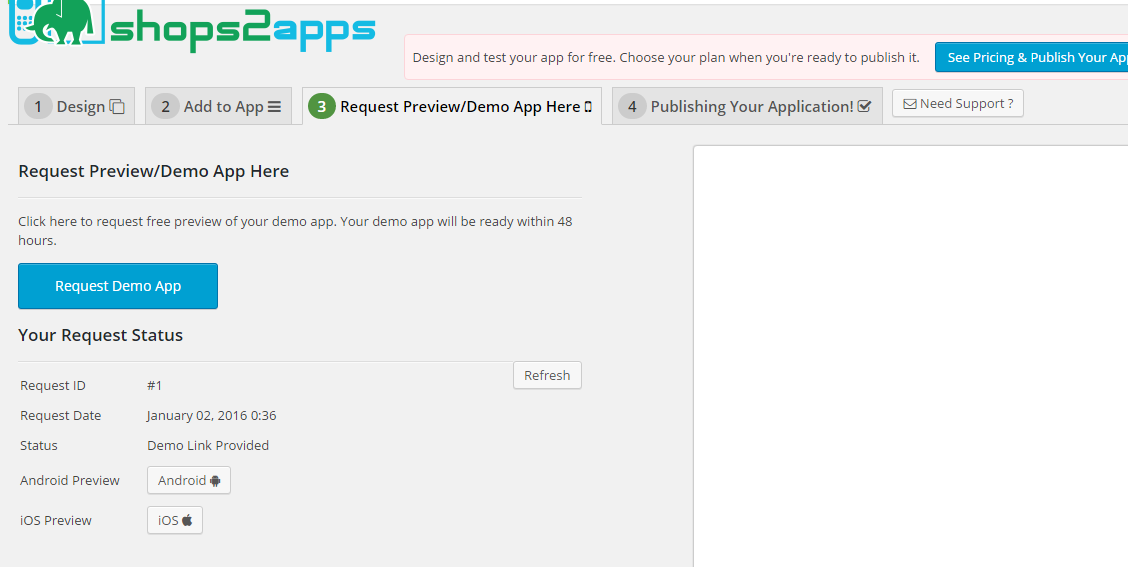 shops2apps
Design and test your app for free. Choose your plan when you're ready to publish it.
See Pricing & Publish Your App
1 Design
2 Add to App
3 Request Preview/Demo App Here
4 Publishing Your Application!
Need Support ?
Request Preview/Demo App Here
Click here to request free preview of your demo app. Your demo app will be ready within 48
hours.
Request Demo App
Your Request Status
Refresh
Request ID #1
Request Date January 02, 2016 0:36
Status Demo Link Provided
Android Preview Android
iOS Preview iOS